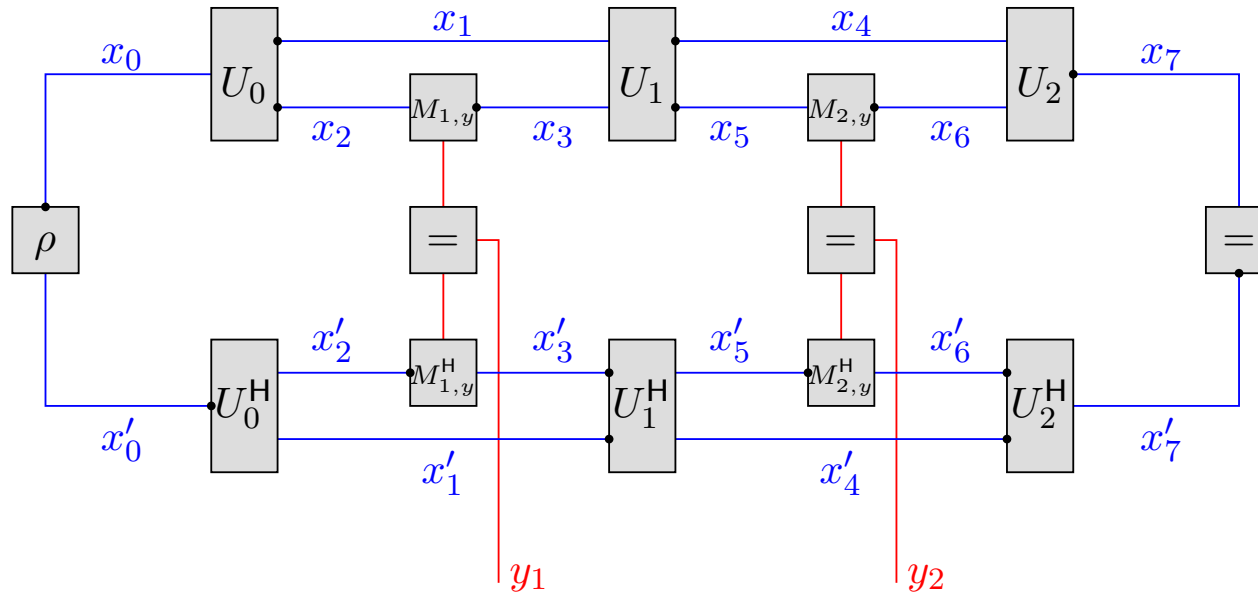 x_1 x_4
x_0 x_7
U_0 U_1 U_2
M_{1,y} M_{2,y}
x_2 x_3 x_5 x_6
ρ = = =
x'_2 x'_3 x'_5 x'_6
M^H_{1,y} M^H_{2,y}
U^H_0 U^H_1 U^H_2
x'_0 x'_7
x'_1 x'_4
y_1 y_2